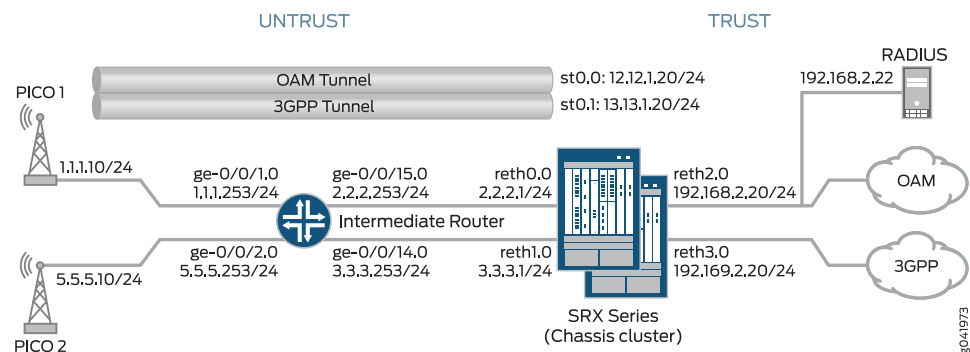 UNTRUST
TRUST
RADIUS
OAM Tunnel
st0.0: 12.12.1.20/24
192.168.2.22
PICO 1
3GPP Tunnel
st0.1: 13.13.1.20/24
1.1.1.10/24
ge-0/0/1.0
1.1.1.253/24
ge-0/0/15.0
2.2.2.253/24
reth0.0
2.2.2.1/24
reth2.0
192.168.2.20/24
OAM
Intermediate Router
5.5.5.10/24
ge-0/0/2.0
5.5.5.253/24
ge-0/0/14.0
3.3.3.253/24
reth1.0
3.3.3.1/24
reth3.0
192.169.2.20/24
3GPP
PICO 2
SRX Series
(Chassis cluster)
g041973